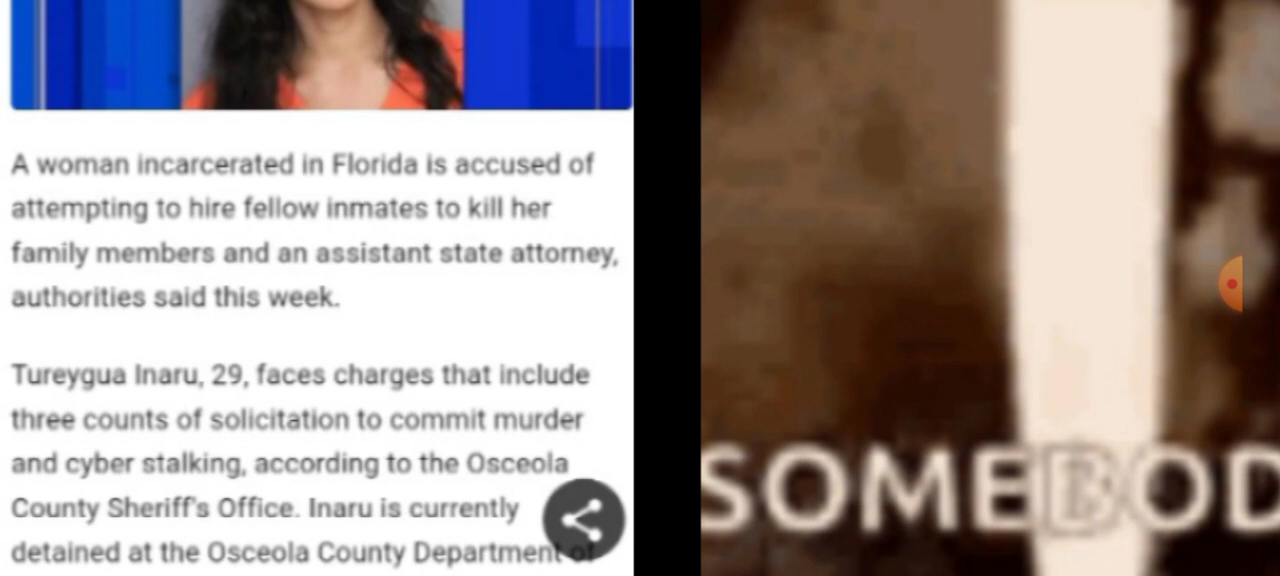 A woman incarcerated in Florida is accused of
attempting to hire fellow inmates to kill her
family members and an assistant state attorney,
authorities said this week.
Tureygua Inaru, 29, faces charges that include
three counts of solicitation to commit murder
and cyber stalking, according to the Osceola
County Sheriff's Office. Inaru is currently
detained at the Osceola County Department of
SOMEBOD